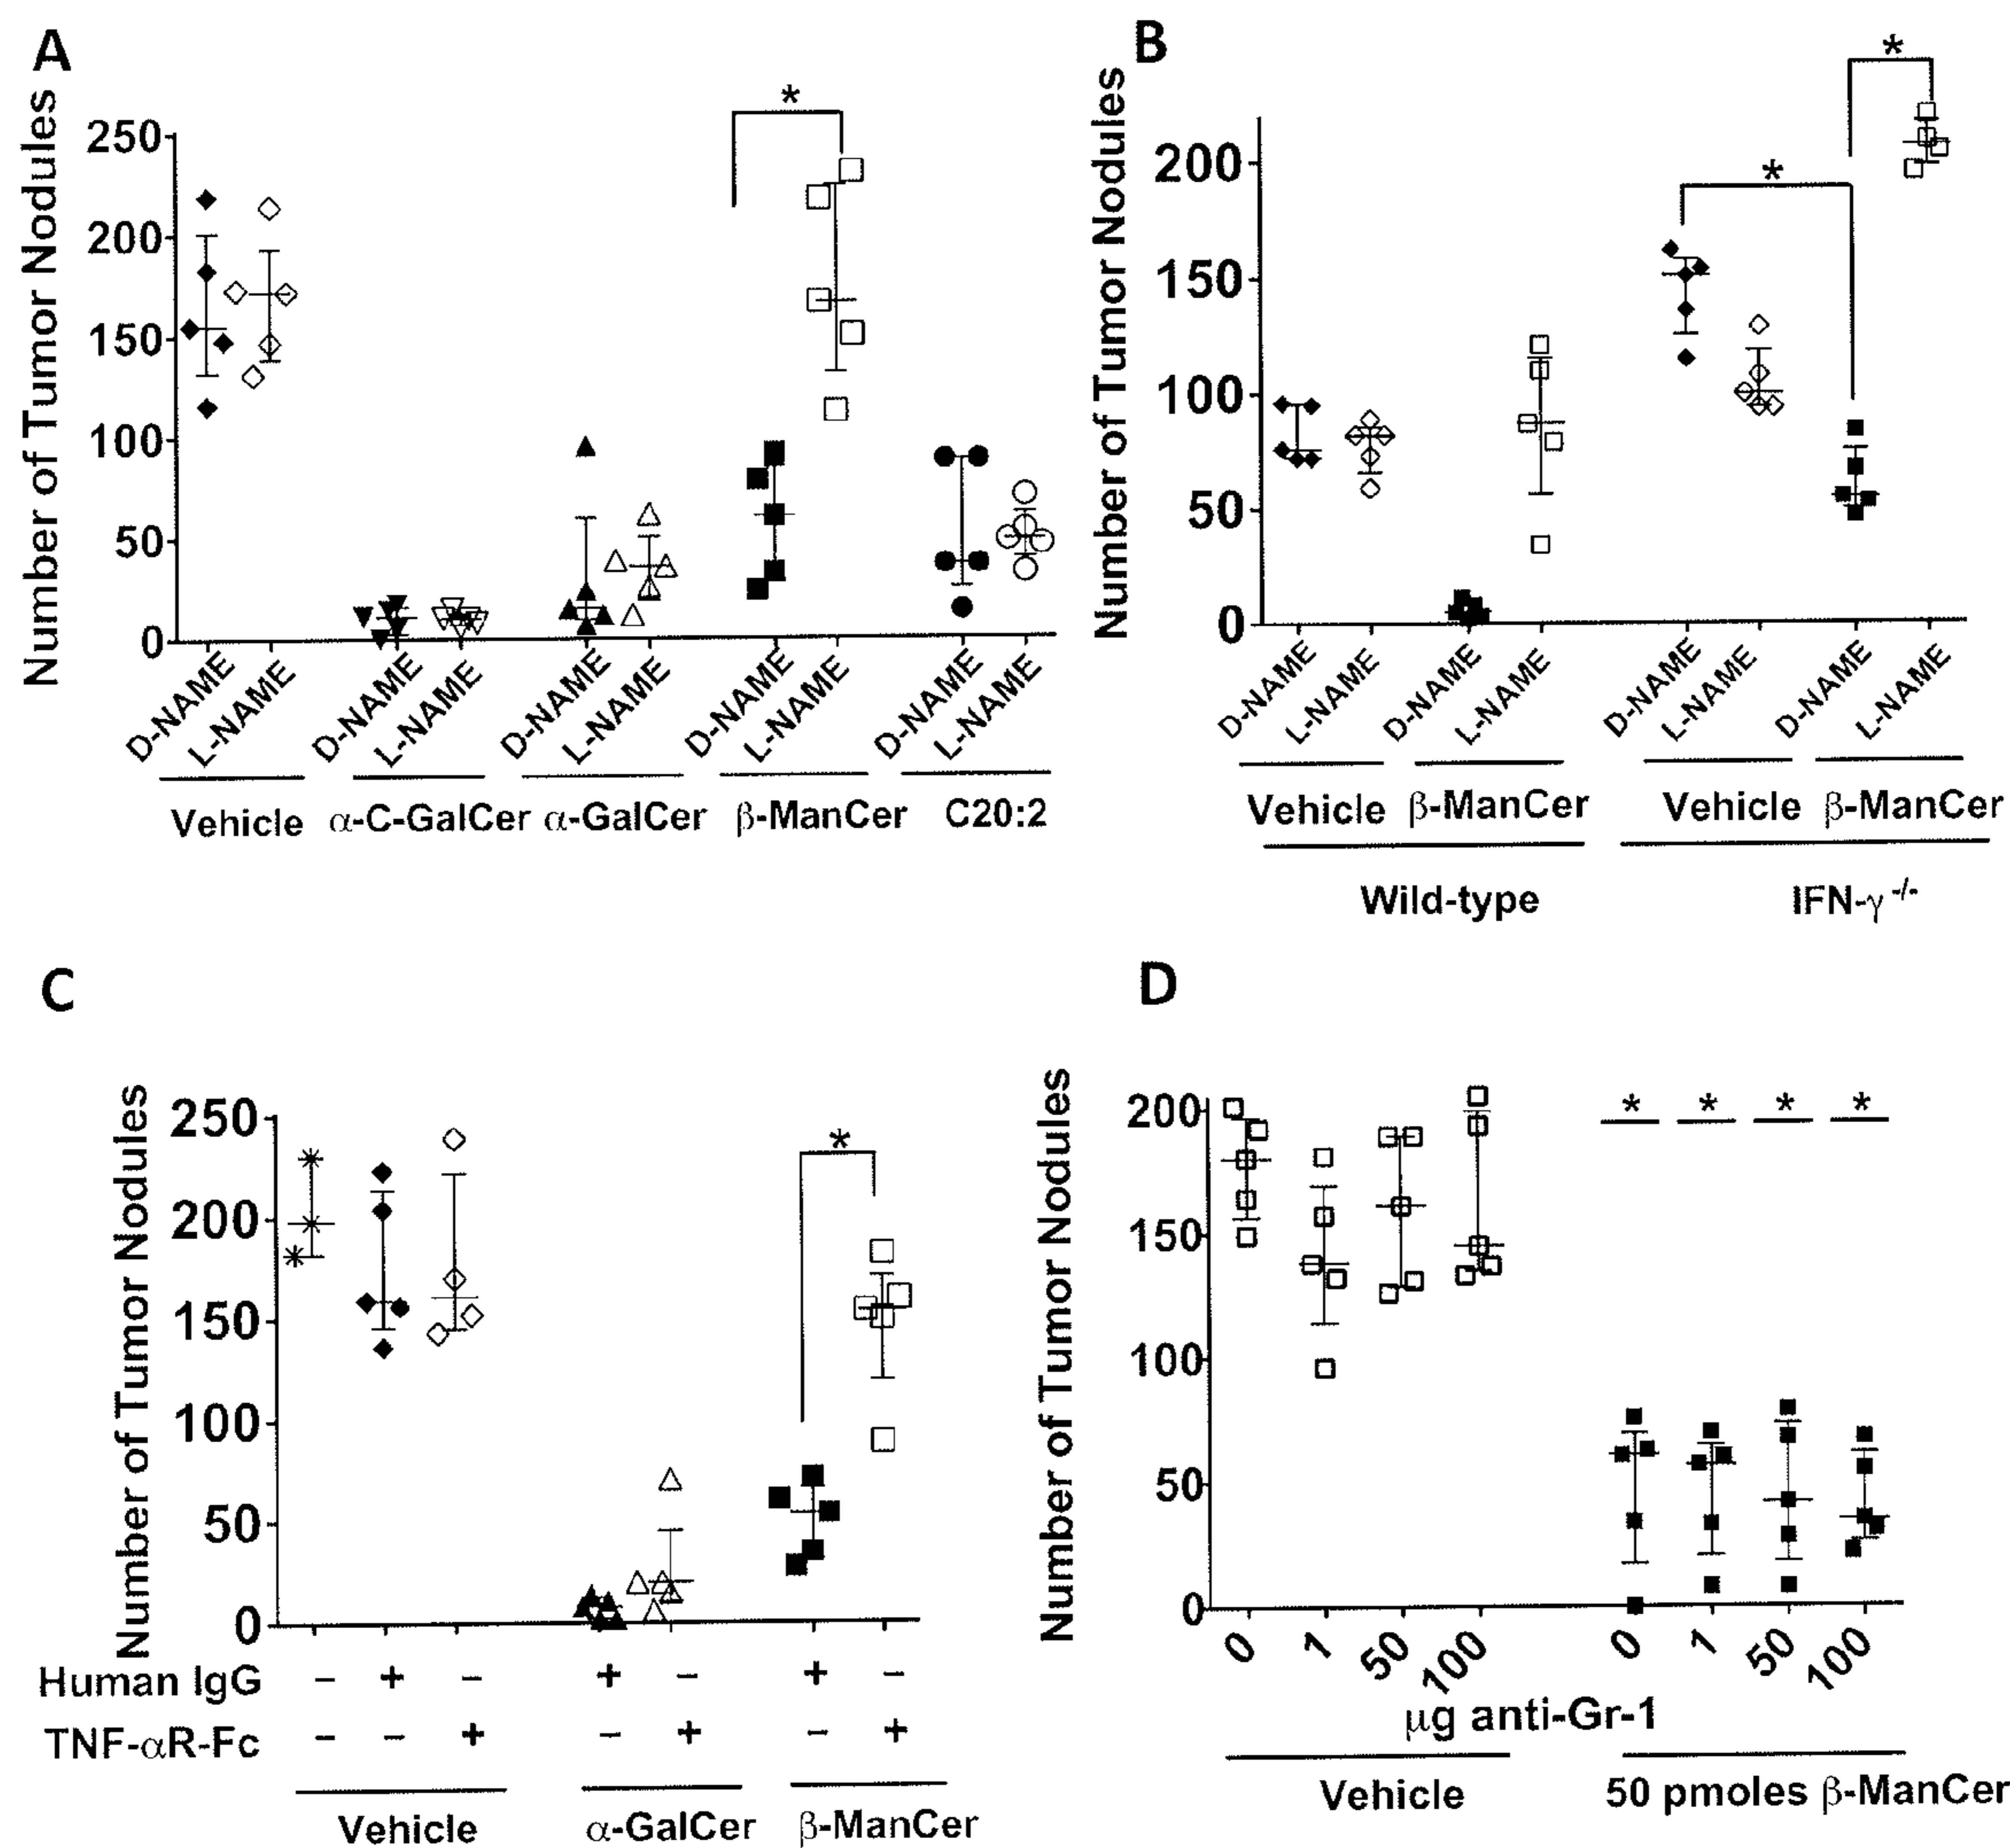 A
Number of Tumor Nodules
250
200
150
100
50
0
*
D-NAME L-NAME D-NAME L-NAME D-NAME L-NAME D-NAME L-NAME D-NAME L-NAME
Vehicle α-C-GalCer α-GalCer β-ManCer C20:2
B
Number of Tumor Nodules
200
150
100
50
0
* *
D-NAME L-NAME D-NAME L-NAME D-NAME L-NAME D-NAME L-NAME
Vehicle β-ManCer Vehicle β-ManCer
Wild-type IFN-γ -/-
C
Number of Tumor Nodules
250
200
150
100
50
0
*
Human IgG – + – + – + –
TNF-αR-Fc – – + – + – +
Vehicle α-GalCer β-ManCer
D
Number of Tumor Nodules
200
150
100
50
0
* * * *
0 1 50 100 0 1 50 100
μg anti-Gr-1
Vehicle 50 pmoles β-ManCer